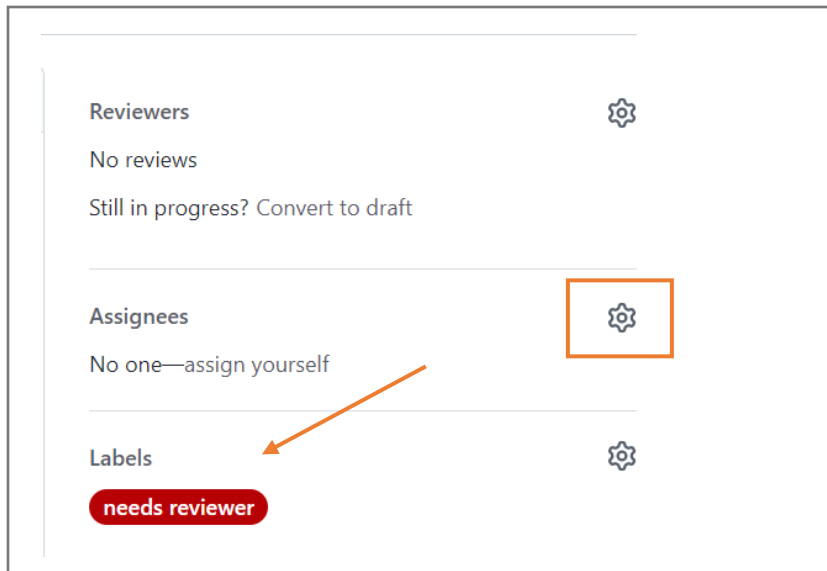 Reviewers
No reviews
Still in progress? Convert to draft
Assignees
No one—assign yourself
Labels
needs reviewer